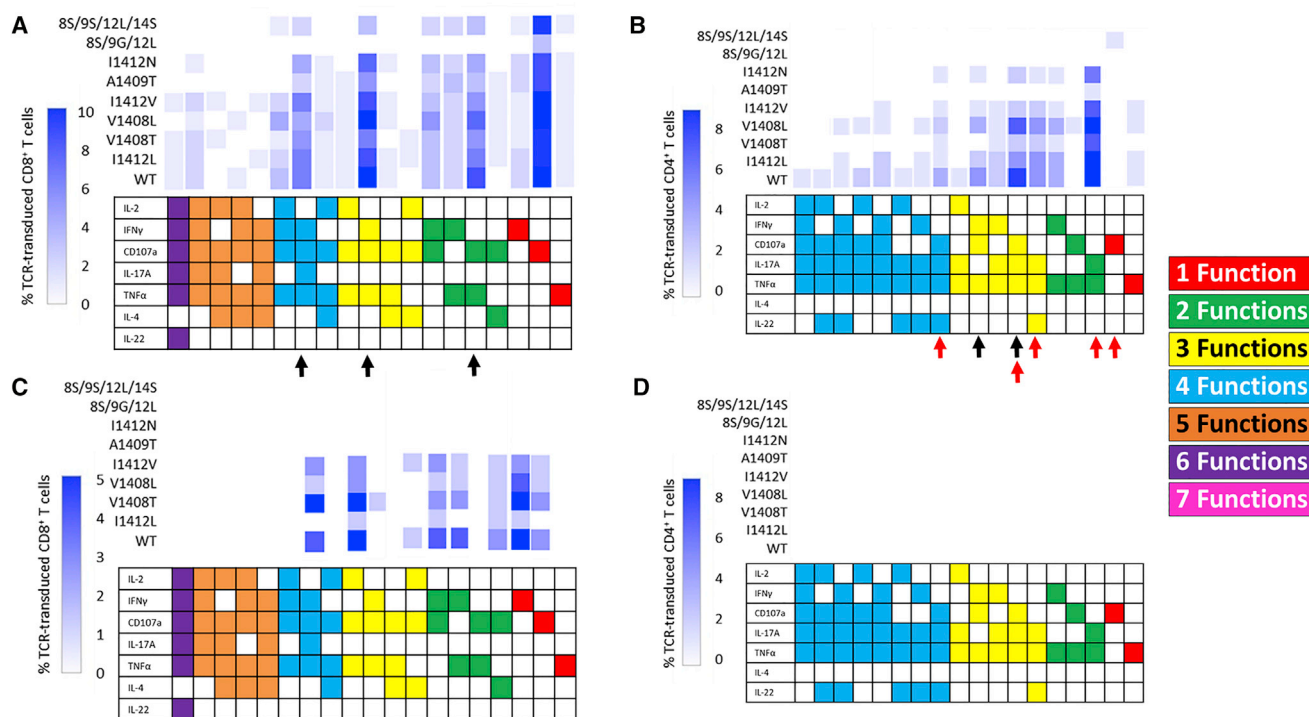 A
8S/9S/12L/14S
8S/9G/12L
I1412N
A1409T
I1412V
V1408L
V1408T
I1412L
WT
% TCR-transduced CD8⁺ T cells
10
8
6
4
2
0
IL-2
IFNγ
CD107a
IL-17A
TNFα
IL-4
IL-22
B
8S/9S/12L/14S
8S/9G/12L
I1412N
A1409T
I1412V
V1408L
V1408T
I1412L
WT
% TCR-transduced CD4⁺ T cells
8
6
4
2
0
IL-2
IFNγ
CD107a
IL-17A
TNFα
IL-4
IL-22
C
8S/9S/12L/14S
8S/9G/12L
I1412N
A1409T
I1412V
V1408L
V1408T
I1412L
WT
% TCR-transduced CD8⁺ T cells
5
4
3
2
1
0
IL-2
IFNγ
CD107a
IL-17A
TNFα
IL-4
IL-22
D
8S/9S/12L/14S
8S/9G/12L
I1412N
A1409T
I1412V
V1408L
V1408T
I1412L
WT
% TCR-transduced CD4⁺ T cells
8
6
4
2
0
IL-2
IFNγ
CD107a
IL-17A
TNFα
IL-4
IL-22
1 Function
2 Functions
3 Functions
4 Functions
5 Functions
6 Functions
7 Functions